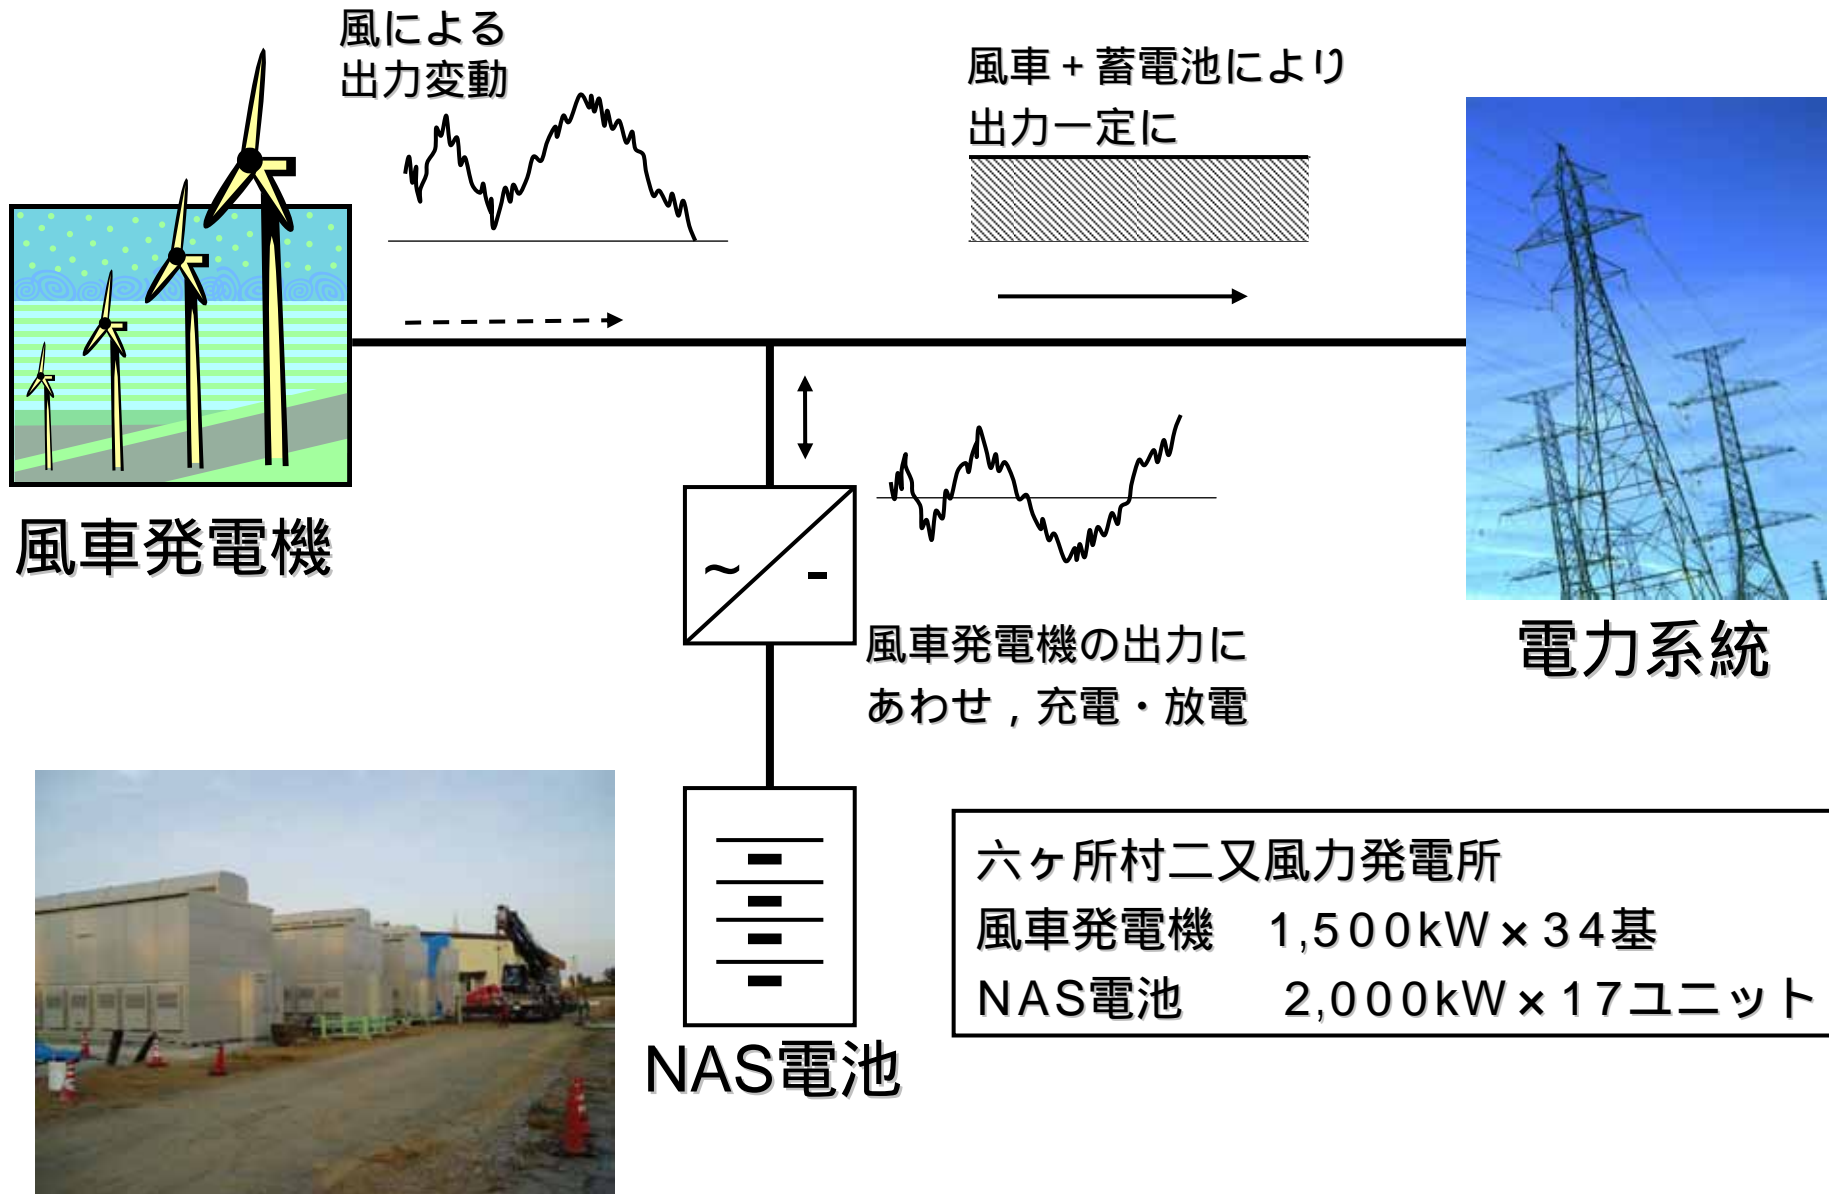 風による
出力変動
風車+蓄電池により
出力一定に
風車発電機
~
-
風車発電機の出力に
あわせ,充電・放電
電力系統
六ヶ所村二又風力発電所
風車発電機 1,500kW×34基
NAS電池 2,000kW×17ユニット
NAS電池